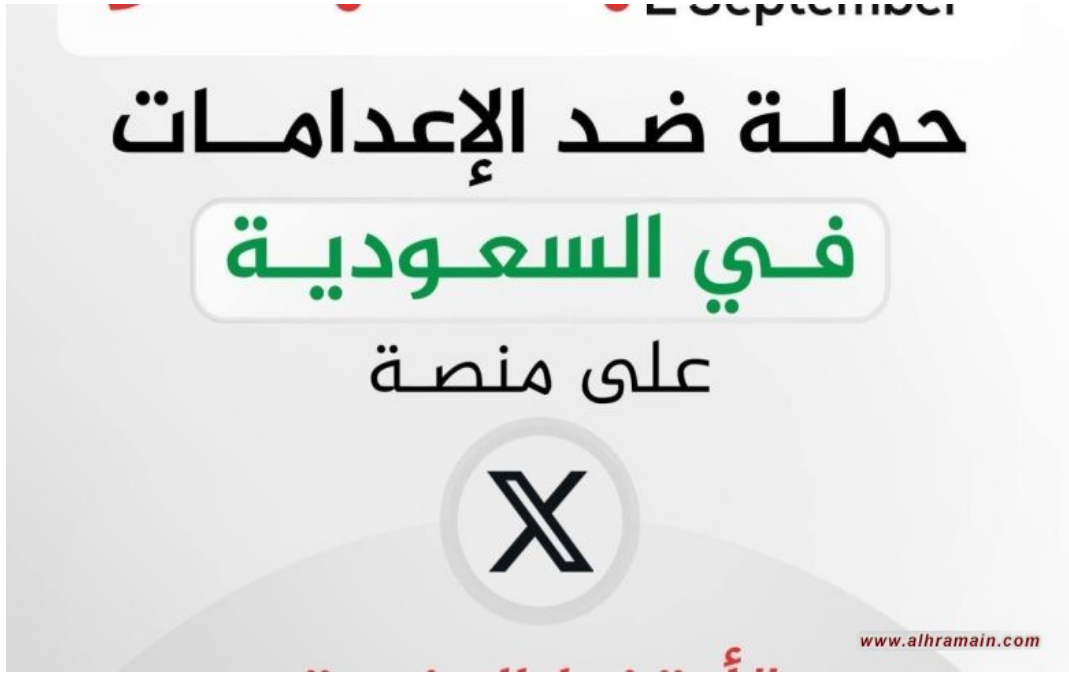 September
حملة ضد الإعدامات
في السعودية
على منصة
X
www.alhramain.com